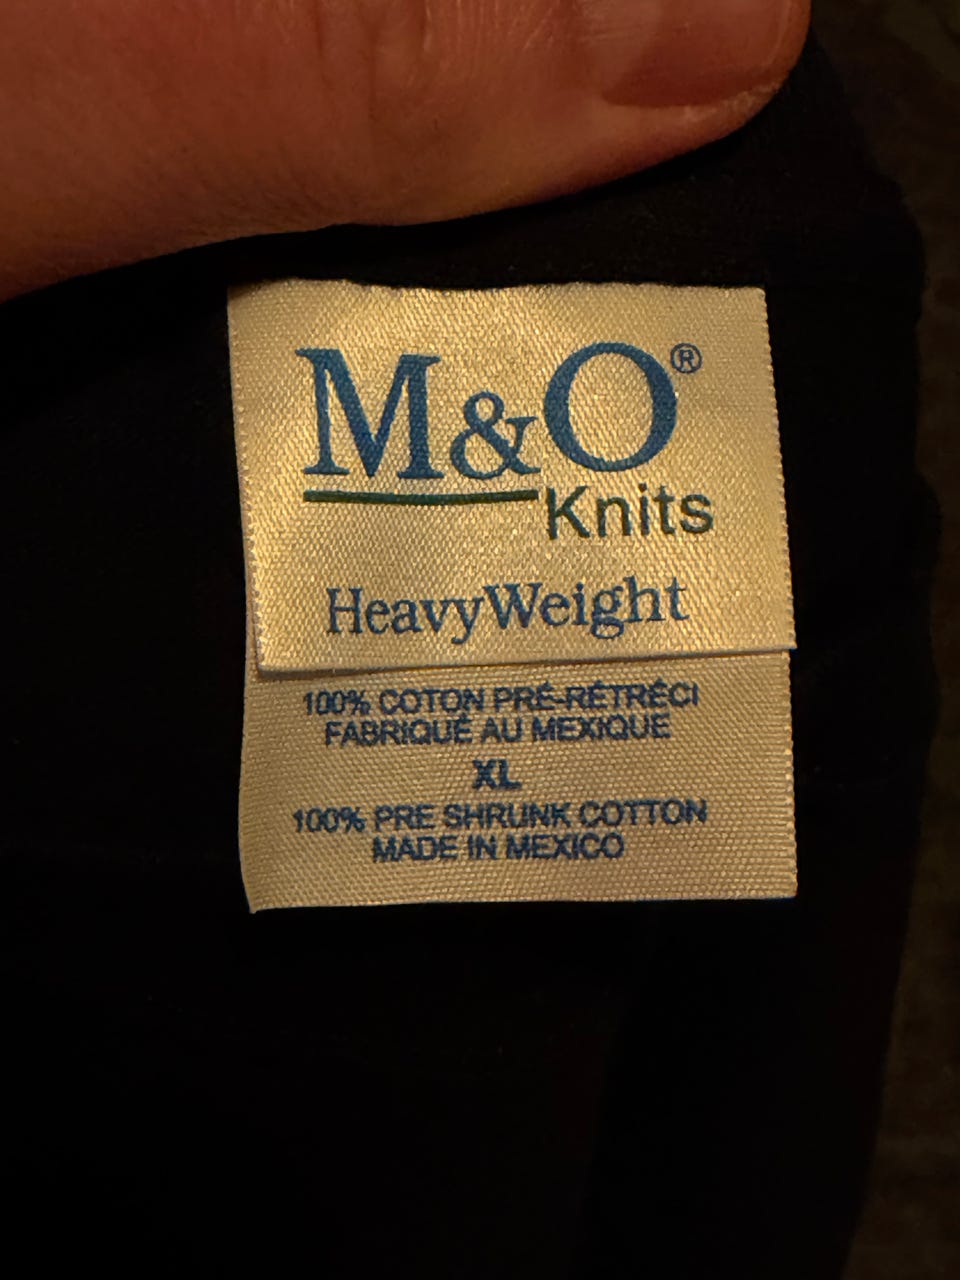 M&O®
Knits
HeavyWeight
100% COTON PRÉ-RÉTRÉCI
FABRIQUÉ AU MEXIQUE
XL
100% PRE SHRUNK COTTON
MADE IN MEXICO